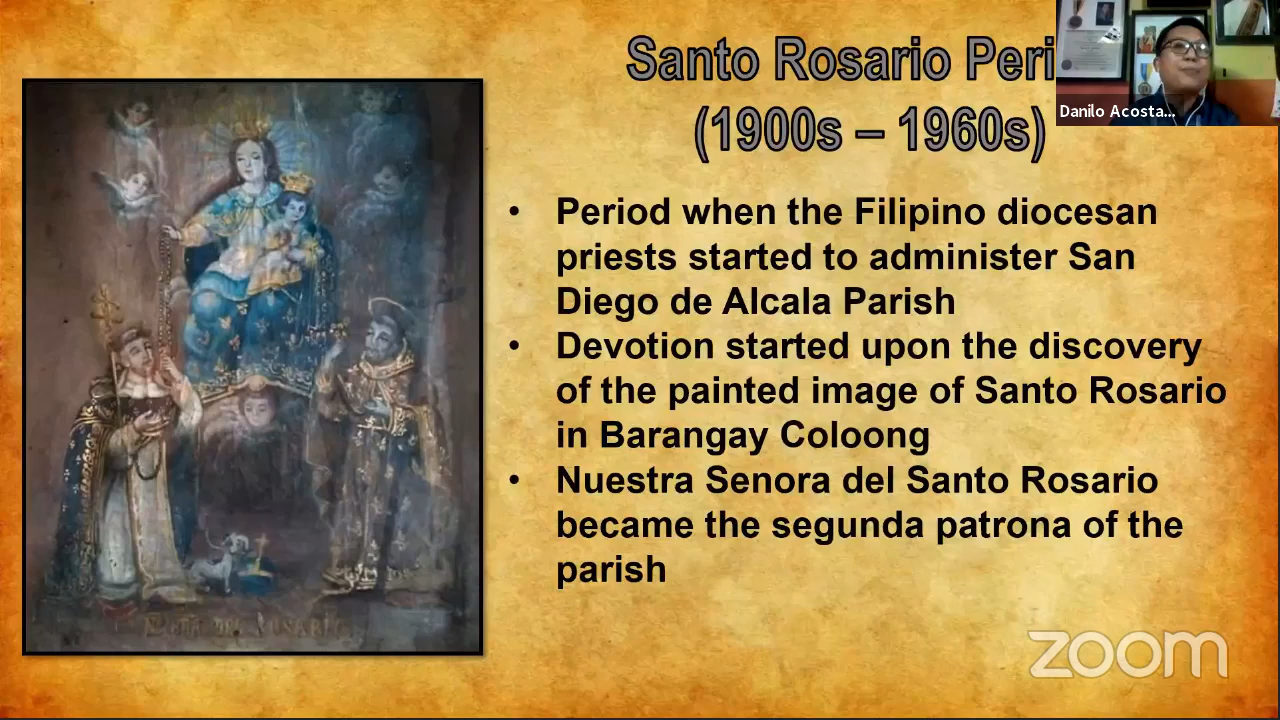 Santo Rosario Peri
(1900s – 1960s)
Danilo Acosta...
• Period when the Filipino diocesan
priests started to administer San
Diego de Alcala Parish
• Devotion started upon the discovery
of the painted image of Santo Rosario
in Barangay Coloong
• Nuestra Senora del Santo Rosario
became the segunda patrona of the
parish
zoom